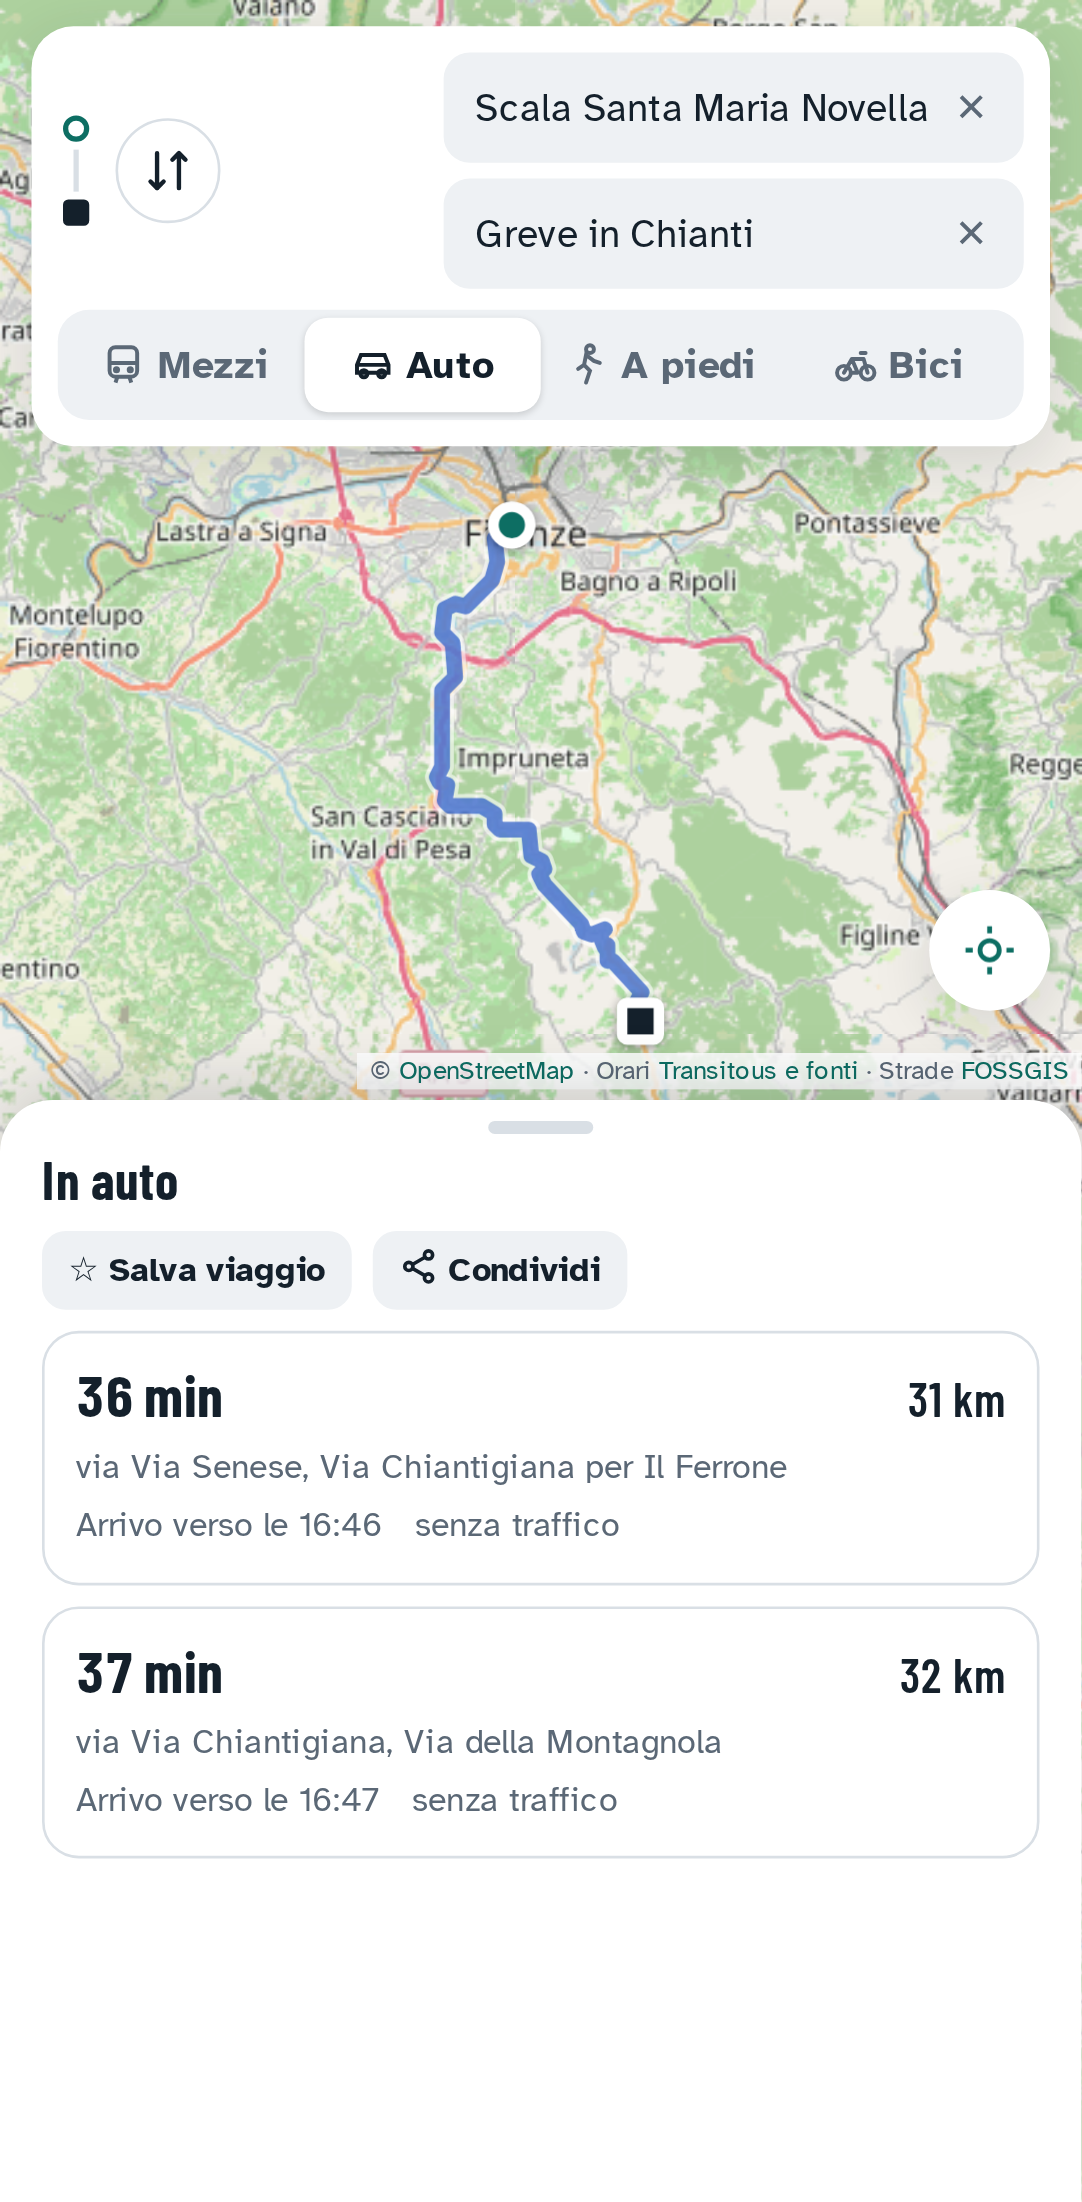 Vaiano
Scala Santa Maria Novella ✕
Greve in Chianti ✕
Mezzi Auto A piedi Bici
Lastra a Signa
Pontassieve
Bagno a Ripoli
Montelupo
Fiorentino
Impruneta
San Casciano
in Val di Pesa
Figline
© OpenStreetMap · Orari Transitous e fonti · Strade FOSSGIS
In auto
☆ Salva viaggio Condividi
36 min 31 km
via Via Senese, Via Chiantigiana per Il Ferrone
Arrivo verso le 16:46 senza traffico
37 min 32 km
via Via Chiantigiana, Via della Montagnola
Arrivo verso le 16:47 senza traffico